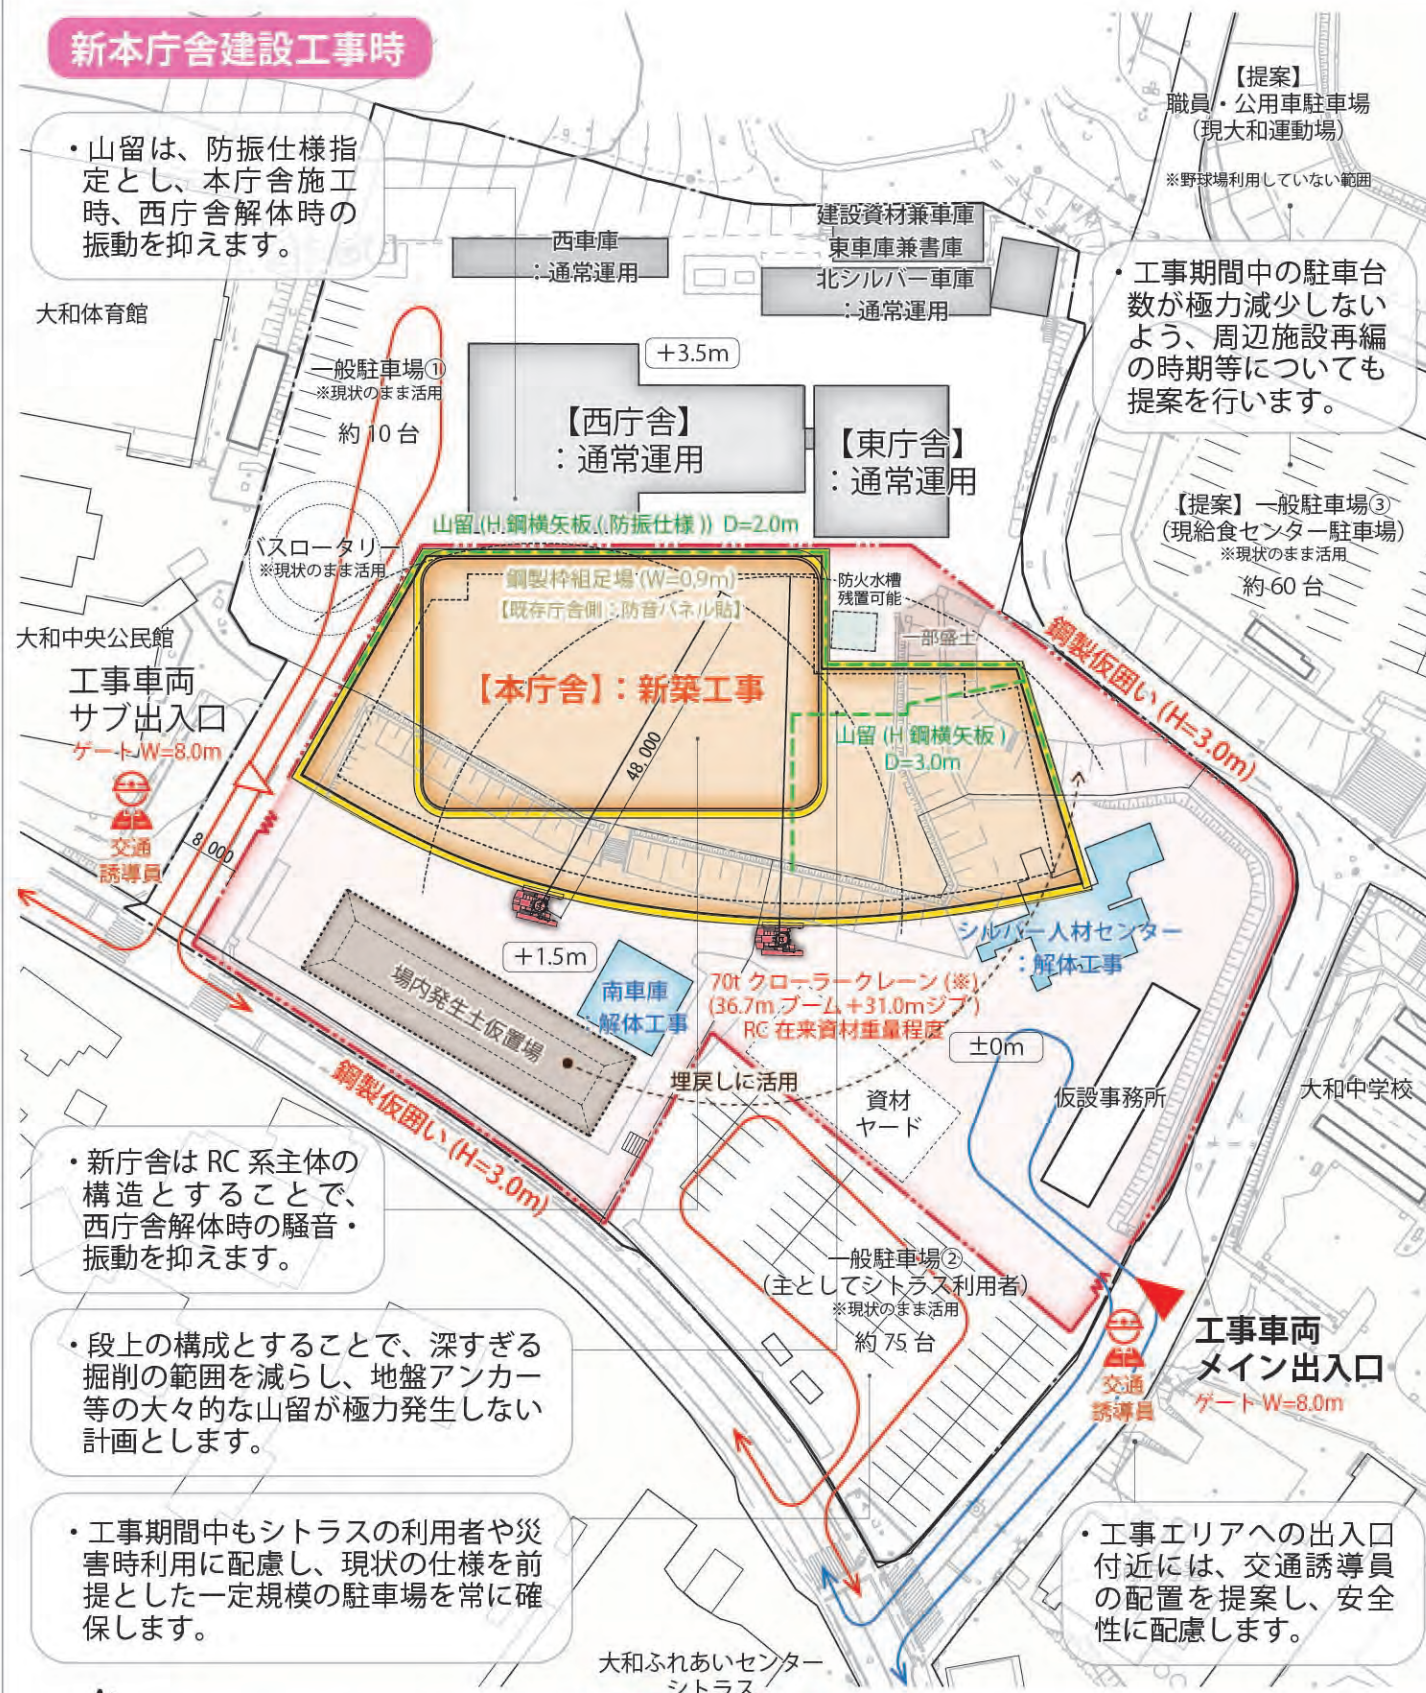 新本庁舎建設工事時
・山留は、防振仕様指
定とし、本庁舎施工
時、西庁舎解体時の
振動を抑えます。
【提案】
職員・公用車駐車場
（現大和運動場）
※野球場利用していない範囲
・工事期間中の駐車台
数が極力減少しない
よう、周辺施設再編
の時期等についても
提案を行います。
西車庫
：通常運用
建設資材兼車庫
東車庫兼書庫
北シルバー車庫
：通常運用
大和体育館
一般駐車場①
※現状のまま活用
約 10 台
＋3.5m
【西庁舎】
：通常運用
【東庁舎】
：通常運用
【提案】一般駐車場③
（現給食センター駐車場）
※現状のまま活用
約 60 台
山留 (H 鋼横矢板 ( 防振仕様 )) D=2.0m
バスロータリー
※現状のまま活用
鋼製枠組足場 (W=0.9m)
【既存庁舎側：防音パネル貼】
防火水槽
残置可能
一部盛土
鋼製仮囲い (H=3.0m)
大和中央公民館
工事車両
サブ出入口
ゲート W=8.0m
交通
誘導員
8,000
【本庁舎】：新築工事
48,000
山留 (H 鋼横矢板 )
D=3.0m
シルバー人材センター
：解体工事
＋1.5m
南車庫
：解体工事
場内発生土仮置場
70t クローラークレーン (※)
(36.7m ブーム＋31.0mジブ )
RC 在来資材重量程度
±0m
埋戻しに活用
資材
ヤード
仮設事務所
大和中学校
鋼製仮囲い (H=3.0m)
・新庁舎は RC 系主体の
構造とすることで、
西庁舎解体時の騒音・
振動を抑えます。
一般駐車場②
（主としてシトラス利用者）
※現状のまま活用
約 75 台
交通
誘導員
工事車両
メイン出入口
ゲート W=8.0m
・段上の構成とすることで、深すぎる
掘削の範囲を減らし、地盤アンカー
等の大々的な山留が極力発生しない
計画とします。
・工事期間中もシトラスの利用者や災
害時利用に配慮し、現状の仕様を前
提とした一定規模の駐車場を常に確
保します。
・工事エリアへの出入口
付近には、交通誘導員
の配置を提案し、安全
性に配慮します。
大和ふれあいセンター
シトラス